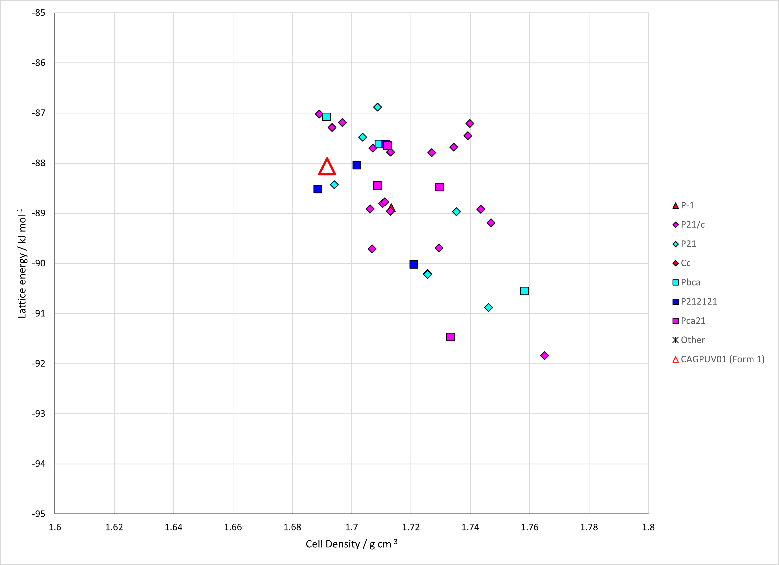 -85
-86
-87
-88
-89
-90
-91
-92
-93
-94
-95
1.6 1.62 1.64 1.66 1.68 1.7 1.72 1.74 1.76 1.78 1.8
Lattice energy / kJ mol-1
Cell Density / g cm-3
P-1
P21/c
P21
Cc
Pbca
P212121
Pca21
Other
CAGPUV01 (Form 1)